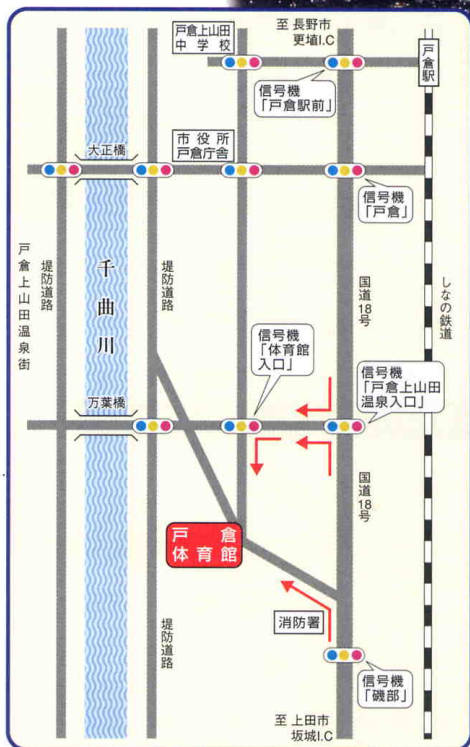 戸倉上山田
中学校
至 長野市
更埴I.C
戸倉駅
信号機
「戸倉駅前」
大正橋
市役所
戸倉庁舎
信号機
「戸倉」
戸倉上山田温泉街
堤防道路
千曲川
堤防道路
国道18号
しなの鉄道
信号機
「体育館
入口」
信号機
「戸倉上山田
温泉入口」
万葉橋
国道18号
戸倉
体育館
消防署
堤防道路
信号機
「磯部」
至 上田市
坂城I.C